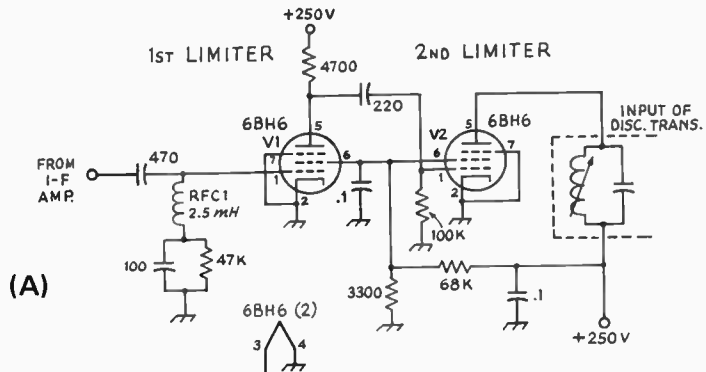 +250V
1ST LIMITER
2ND LIMITER
4700
220
6BH6
V1
5
7
1
6
2
6BH6
V2
5
7
6
1
2
INPUT OF
DISC. TRANS.
FROM
I-F
AMP.
470
RFC1
2.5 mH
.1
100K
100
47K
(A)
3300
68K
.1
+250V
6BH6 (2)
3
4